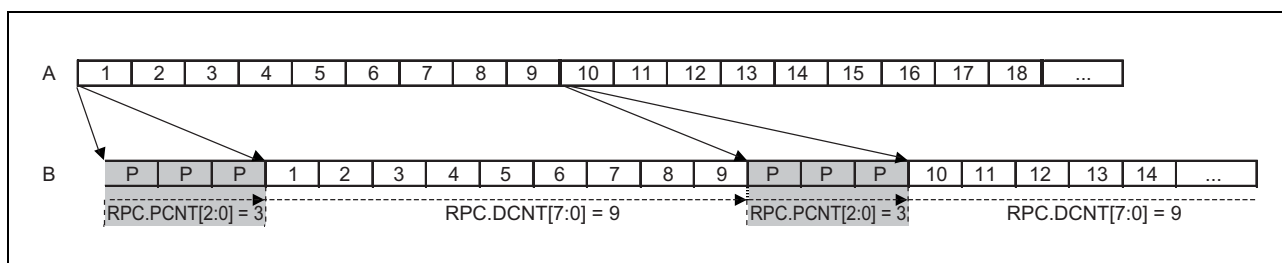 A 1 2 3 4 5 6 7 8 9 10 11 12 13 14 15 16 17 18 ...
B P P P 1 2 3 4 5 6 7 8 9 P P P 10 11 12 13 14 ...
RPC.PCNT[2:0] = 3 RPC.DCNT[7:0] = 9 RPC.PCNT[2:0] = 3 RPC.DCNT[7:0] = 9